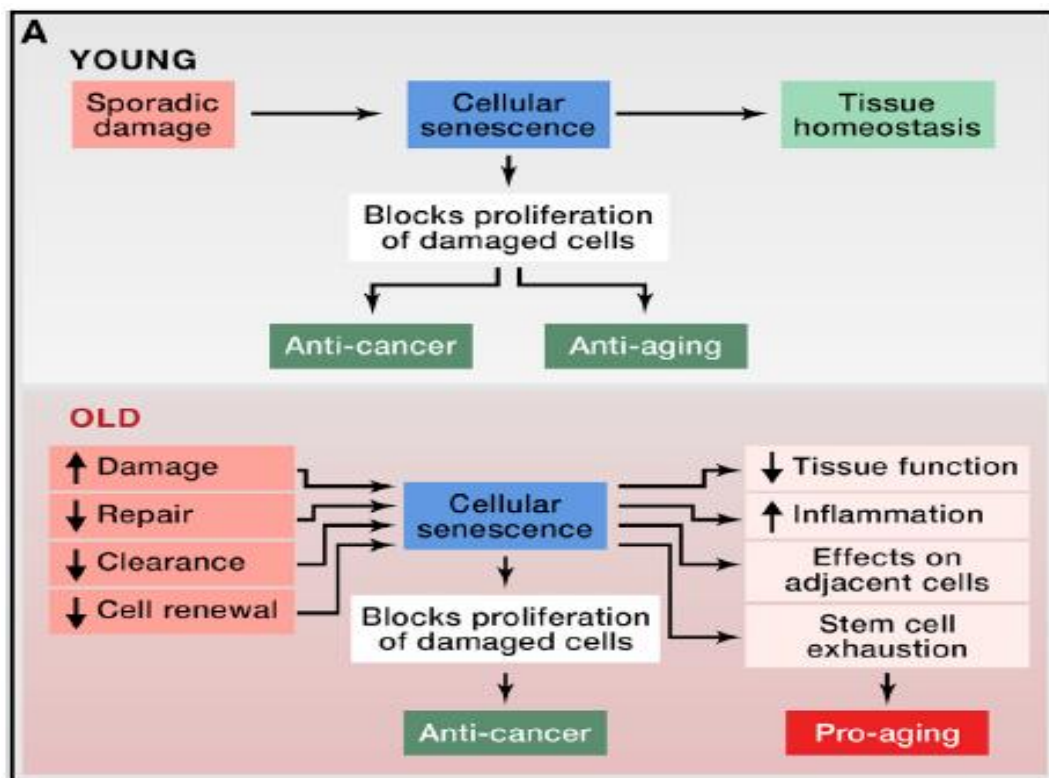 A
YOUNG
Sporadic
damage
Cellular
senescence
Tissue
homeostasis
Blocks proliferation
of damaged cells
Anti-cancer
Anti-aging
OLD
↑ Damage
↓ Repair
↓ Clearance
↓ Cell renewal
Cellular
senescence
Blocks proliferation
of damaged cells
Anti-cancer
↓ Tissue function
↑ Inflammation
Effects on
adjacent cells
Stem cell
exhaustion
Pro-aging